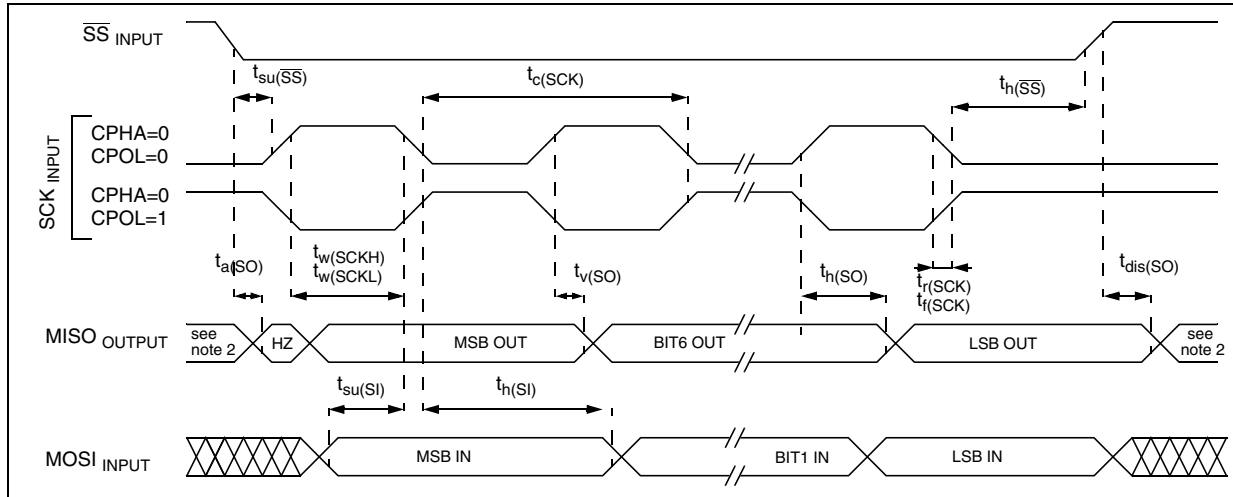 SS INPUT
tsu(SS)
tc(SCK)
th(SS)
SCK INPUT
CPHA=0
CPOL=0
CPHA=0
CPOL=1
ta(SO)
tw(SCKH)
tw(SCKL)
tv(SO)
th(SO)
tr(SCK)
tf(SCK)
tdis(SO)
MISO OUTPUT
see
note 2
HZ
MSB OUT
BIT6 OUT
LSB OUT
see
note 2
tsu(SI)
th(SI)
MOSI INPUT
MSB IN
BIT1 IN
LSB IN